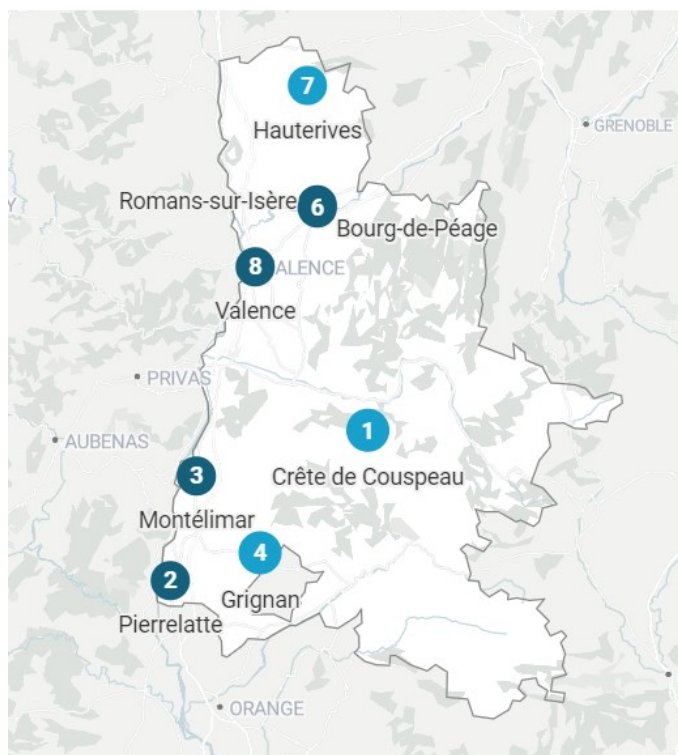 7
Hauterives
GRENOBLE
Romans-sur-Isère
6
Bourg-de-Péage
8
ALENCE
Valence
PRIVAS
1
AUBENAS
Crête de Couspeau
3
Montélimar
4
2
Grignan
Pierrelatte
ORANGE